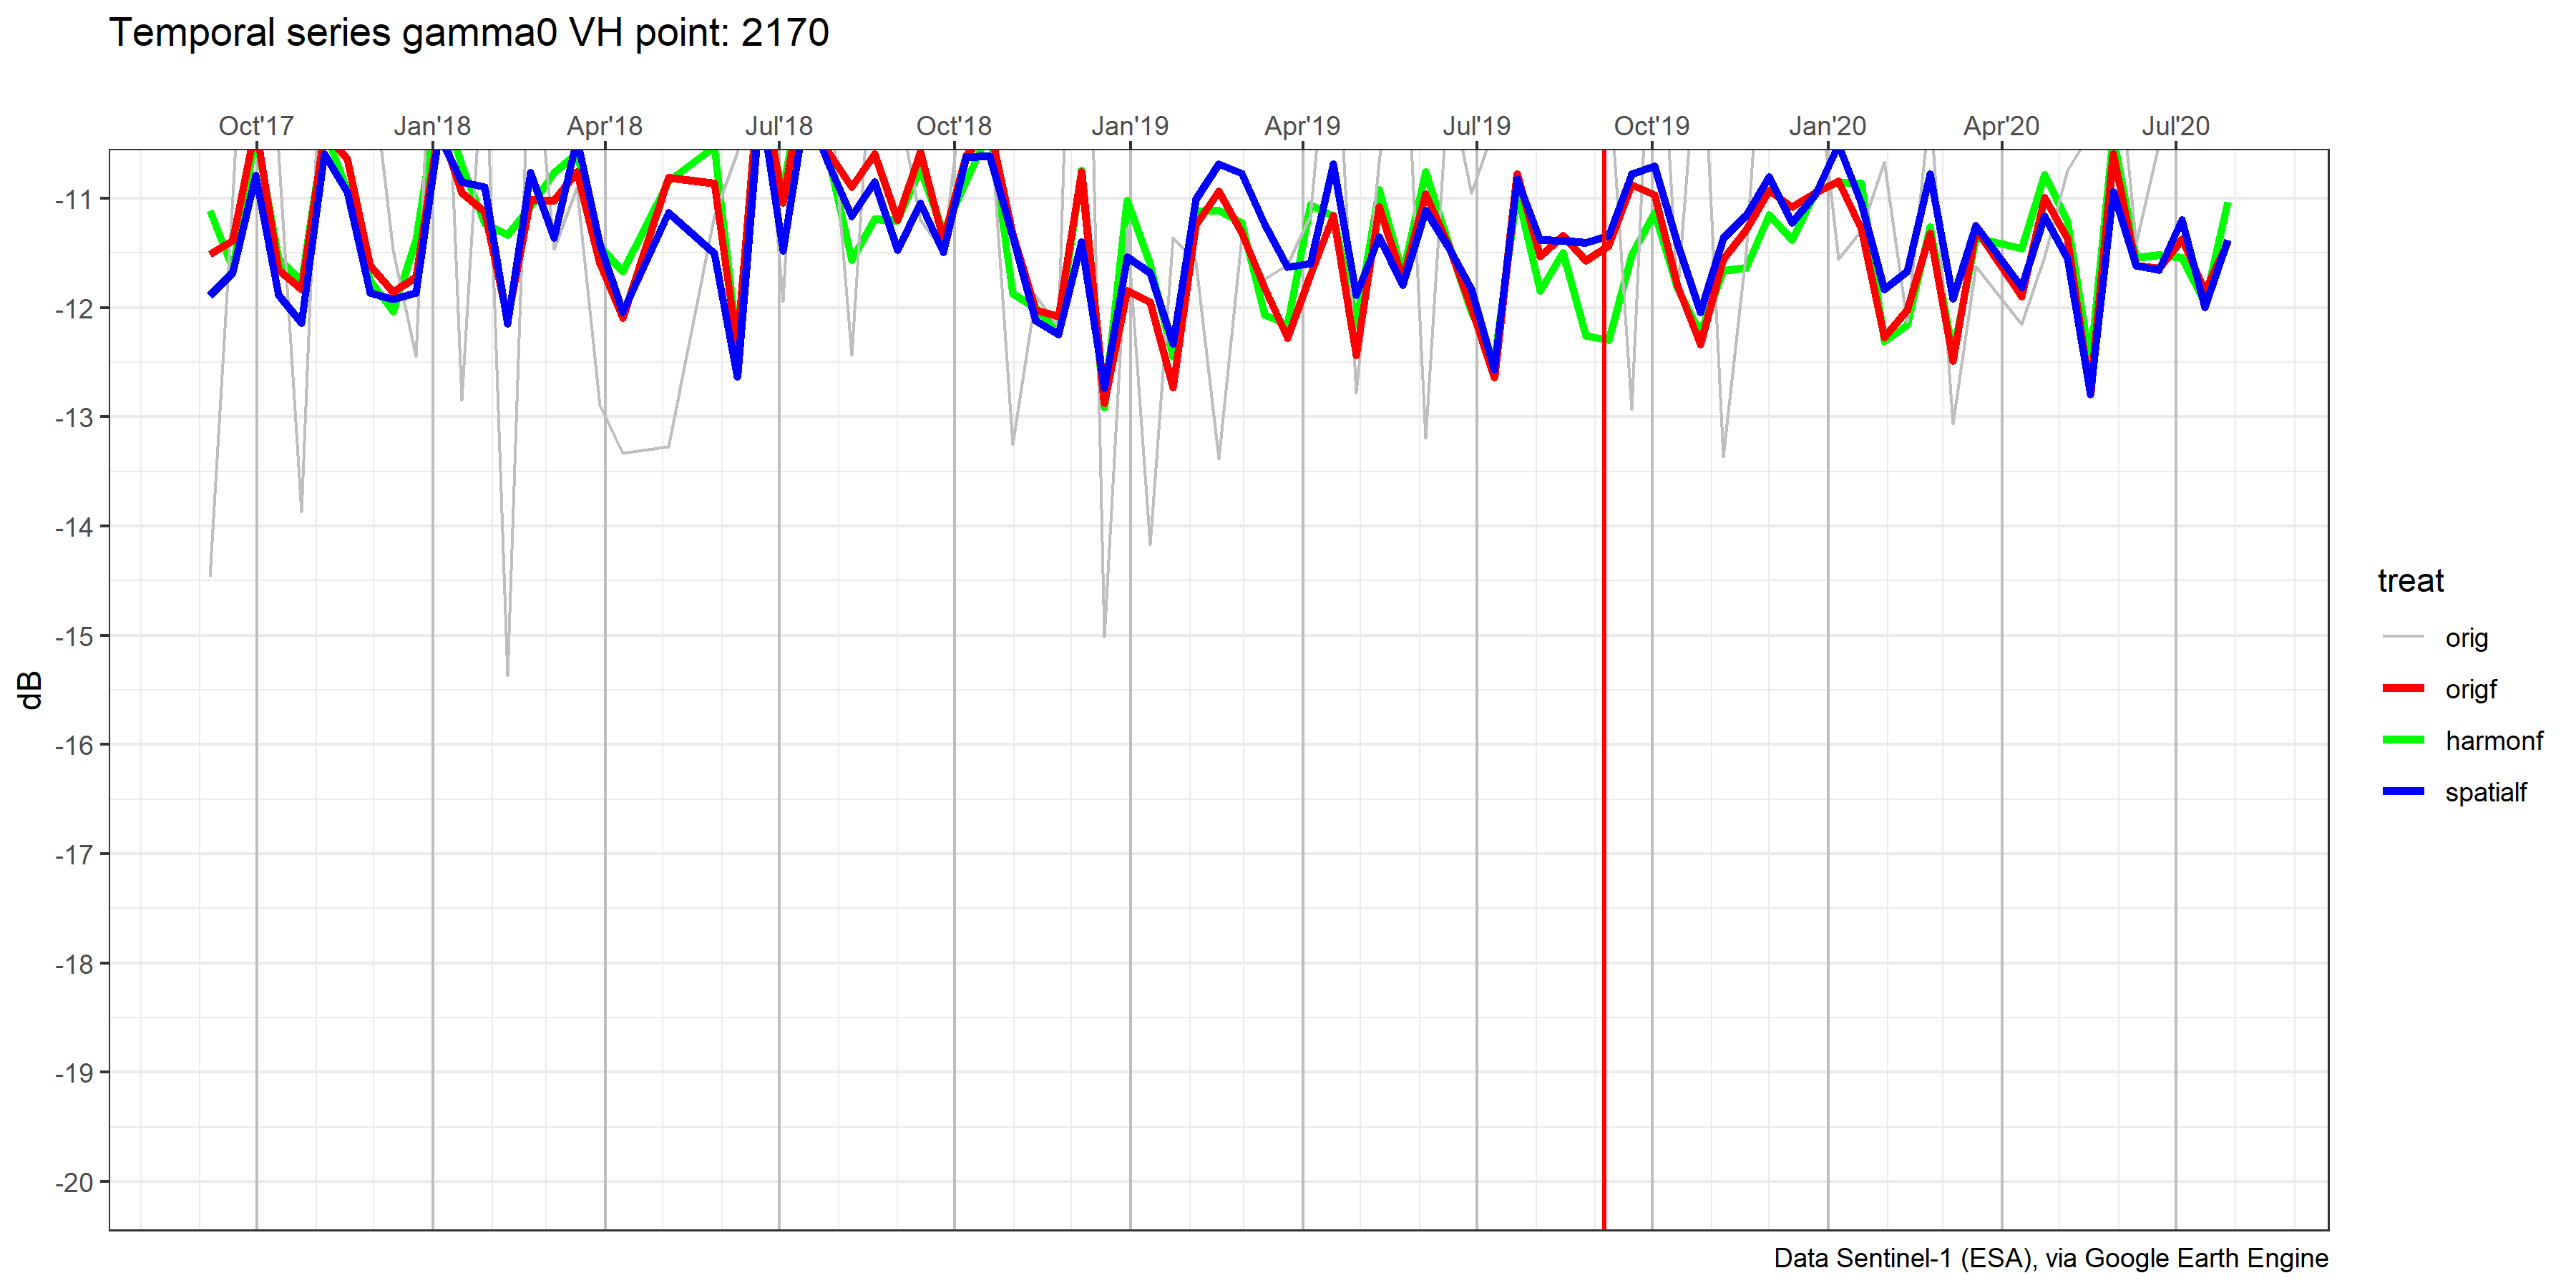 Temporal series gamma0 VH point: 2170
Oct'17 Jan'18 Apr'18 Jul'18 Oct'18 Jan'19 Apr'19 Jul'19 Oct'19 Jan'20 Apr'20 Jul'20
-11
-12
-13
-14
-15
-16
-17
-18
-19
-20
dB
treat
orig
origf
harmonf
spatialf
Data Sentinel-1 (ESA), via Google Earth Engine